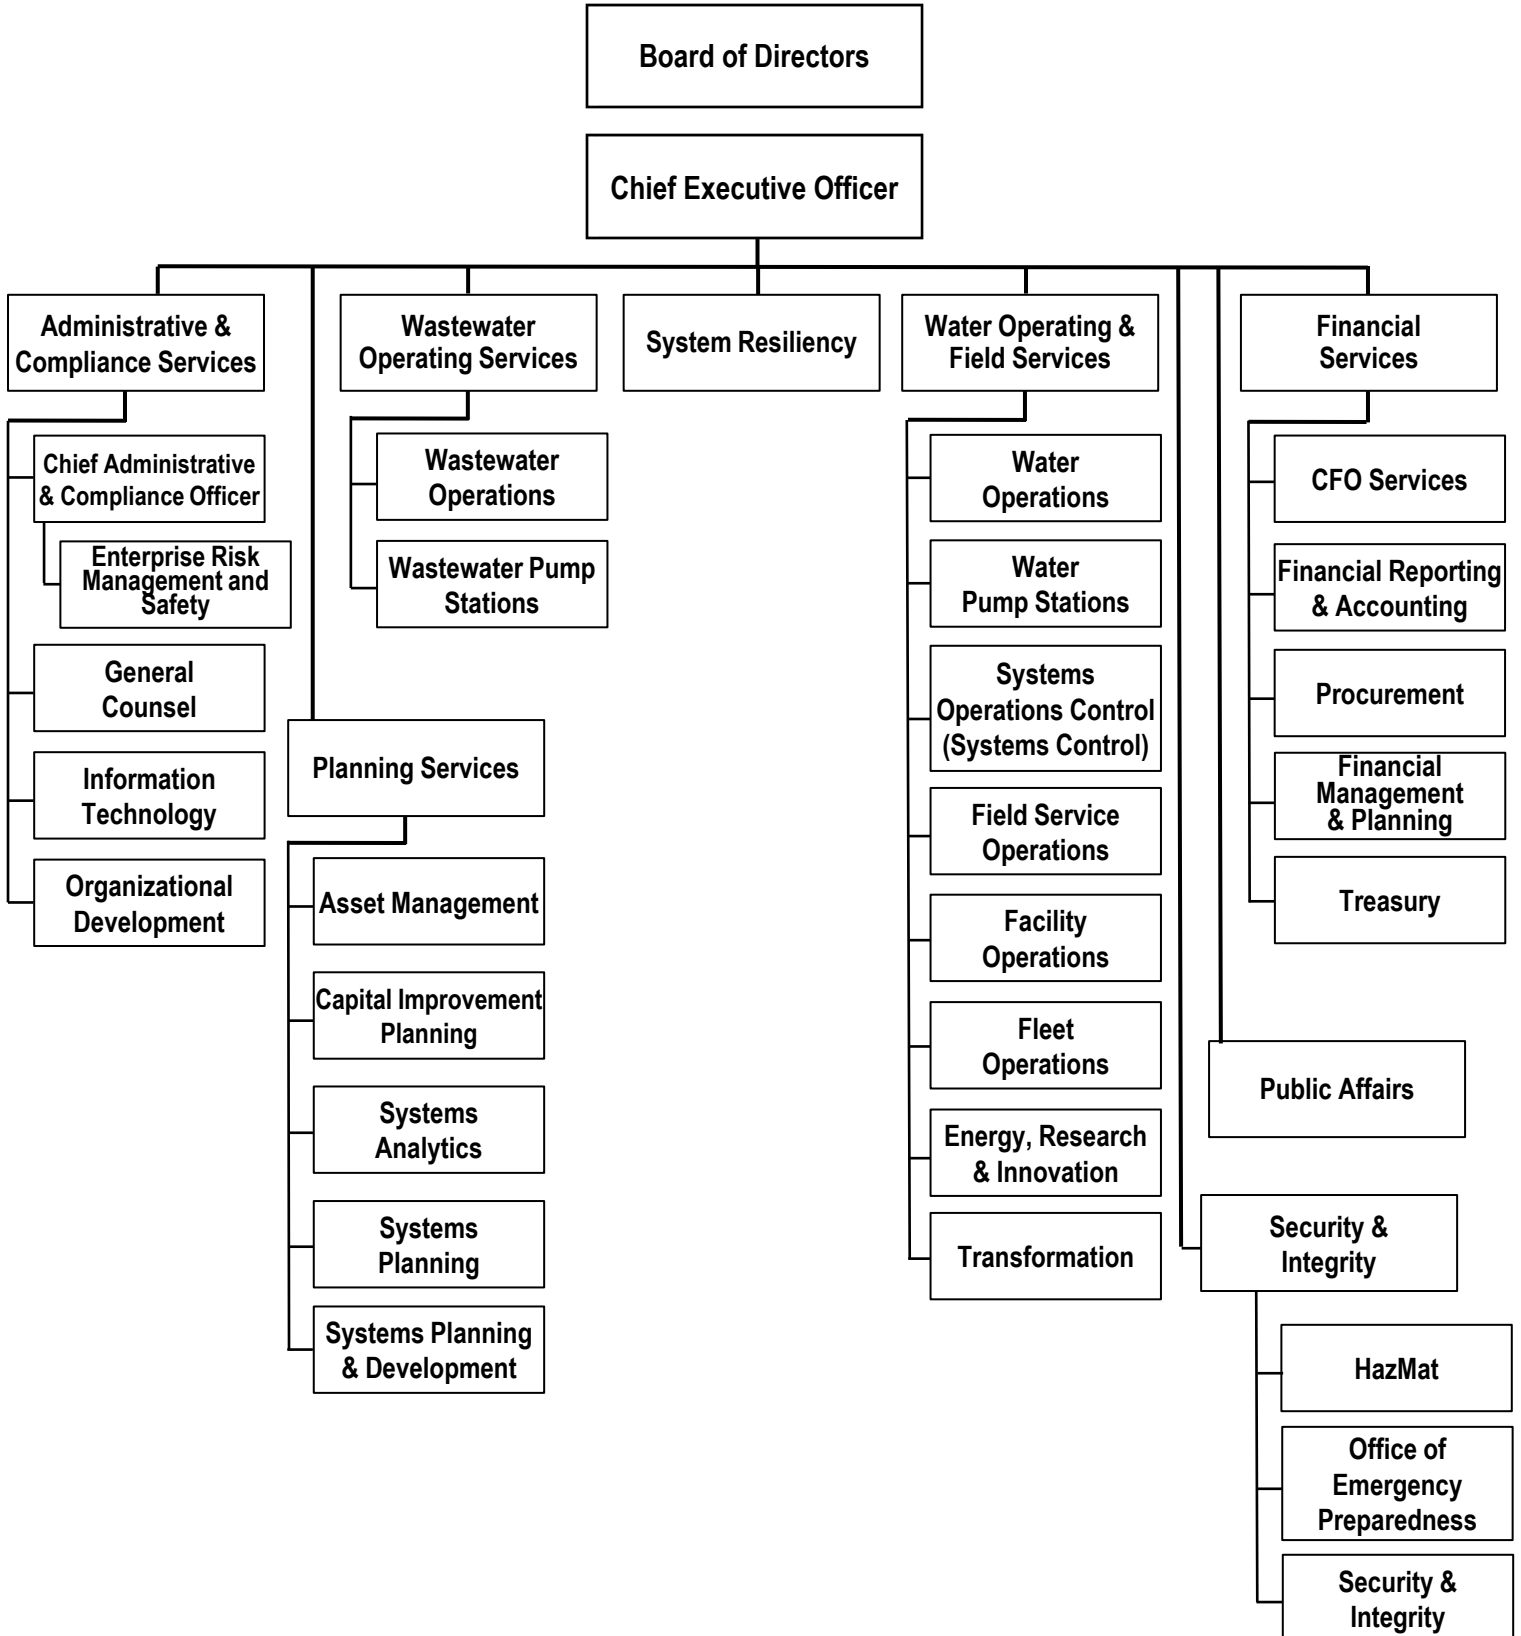 Board of Directors
Chief Executive Officer
Administrative &
Compliance Services
Chief Administrative
& Compliance Officer
Enterprise Risk
Management and
Safety
General
Counsel
Information
Technology
Organizational
Development
Planning Services
Asset Management
Capital Improvement
Planning
Systems
Analytics
Systems
Planning
Systems Planning
& Development
Wastewater
Operating Services
Wastewater
Operations
Wastewater Pump
Stations
System Resiliency
Water Operating &
Field Services
Water
Operations
Water
Pump Stations
Systems
Operations Control
(Systems Control)
Field Service
Operations
Facility
Operations
Fleet
Operations
Energy, Research
& Innovation
Transformation
Financial
Services
CFO Services
Financial Reporting
& Accounting
Procurement
Financial
Management
& Planning
Treasury
Public Affairs
Security &
Integrity
HazMat
Office of
Emergency
Preparedness
Security &
Integrity